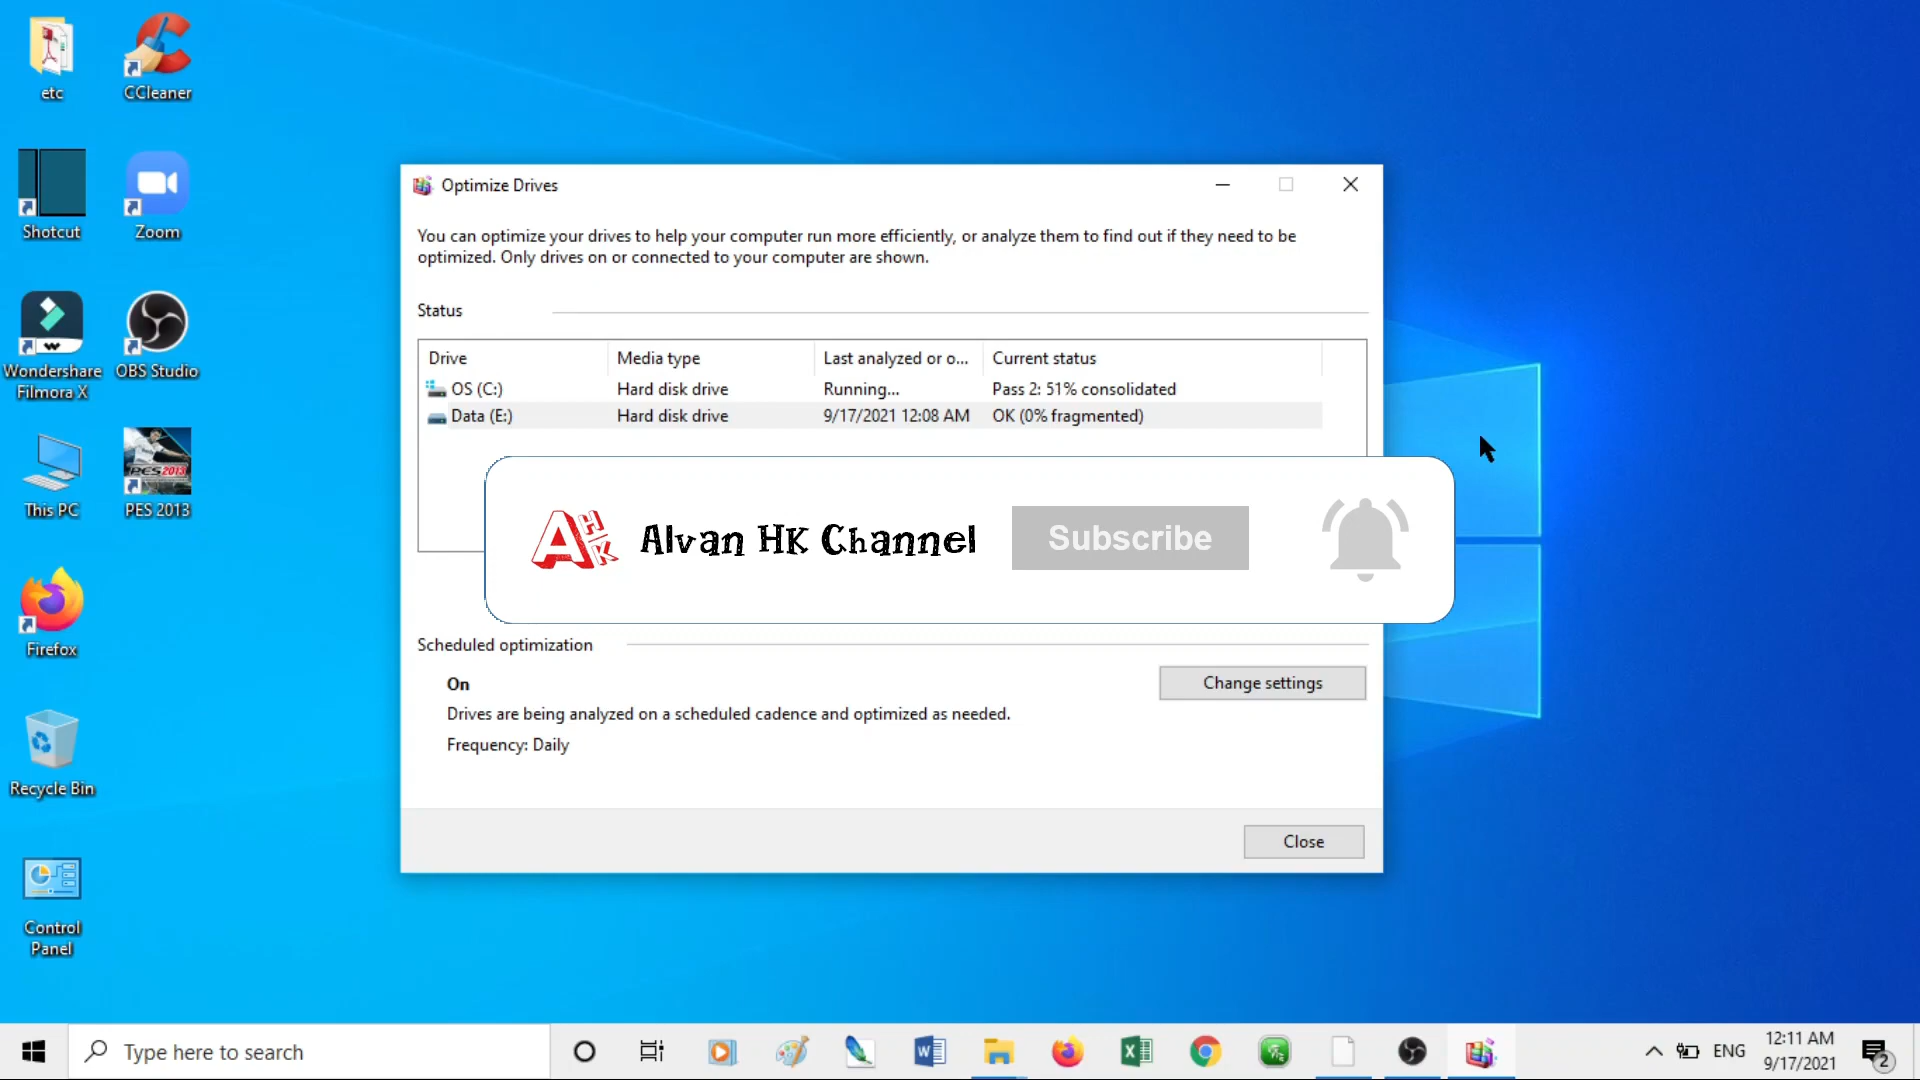 etc
CCleaner
Shotcut
Zoom
Wondershare
Filmora X
OBS Studio
This PC
PES 2013
PES 2013
Firefox
Recycle Bin
Control
Panel
Optimize Drives
You can optimize your drives to help your computer run more efficiently, or analyze them to find out if they need to be
optimized. Only drives on or connected to your computer are shown.
Status
Drive Media type Last analyzed or o... Current status
OS (C:) Hard disk drive Running... Pass 2: 51% consolidated
Data (E:) Hard disk drive 9/17/2021 12:08 AM OK (0% fragmented)
AHK Alvan HK Channel Subscribe
Scheduled optimization
On
Change settings
Drives are being analyzed on a scheduled cadence and optimized as needed.
Frequency: Daily
Close
Type here to search
ENG
12:11 AM
9/17/2021
2